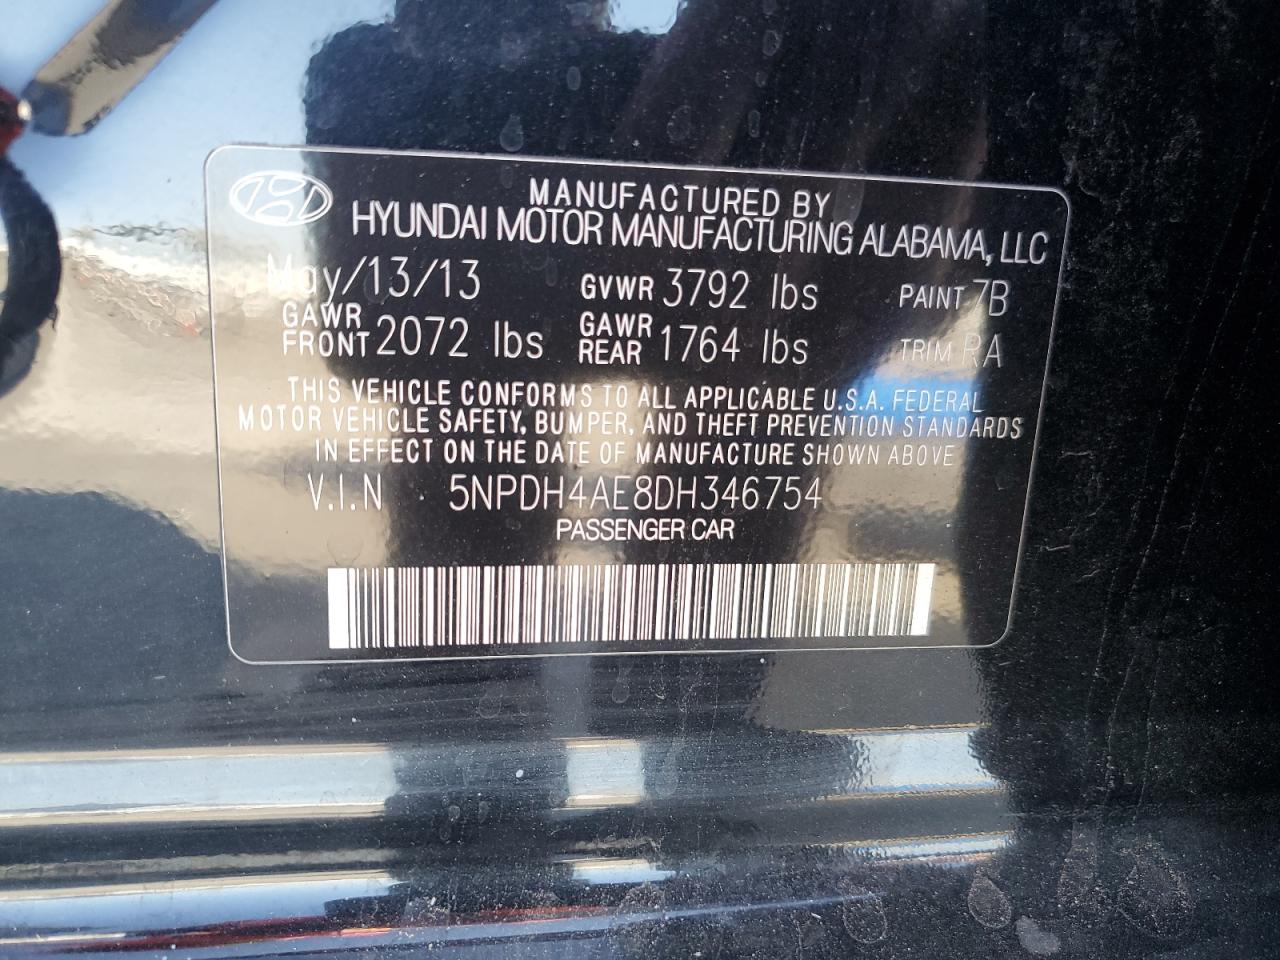 MANUFACTURED BY
HYUNDAI MOTOR MANUFACTURING ALABAMA, LLC
May/13/13 GVWR 3792 lbs PAINT 7B
GAWR FRONT 2072 lbs GAWR REAR 1764 lbs TRIM RA
THIS VEHICLE CONFORMS TO ALL APPLICABLE U.S.A. FEDERAL
MOTOR VEHICLE SAFETY, BUMPER, AND THEFT PREVENTION STANDARDS
IN EFFECT ON THE DATE OF MANUFACTURE SHOWN ABOVE
V.I.N 5NPDH4AE8DH346754
PASSENGER CAR